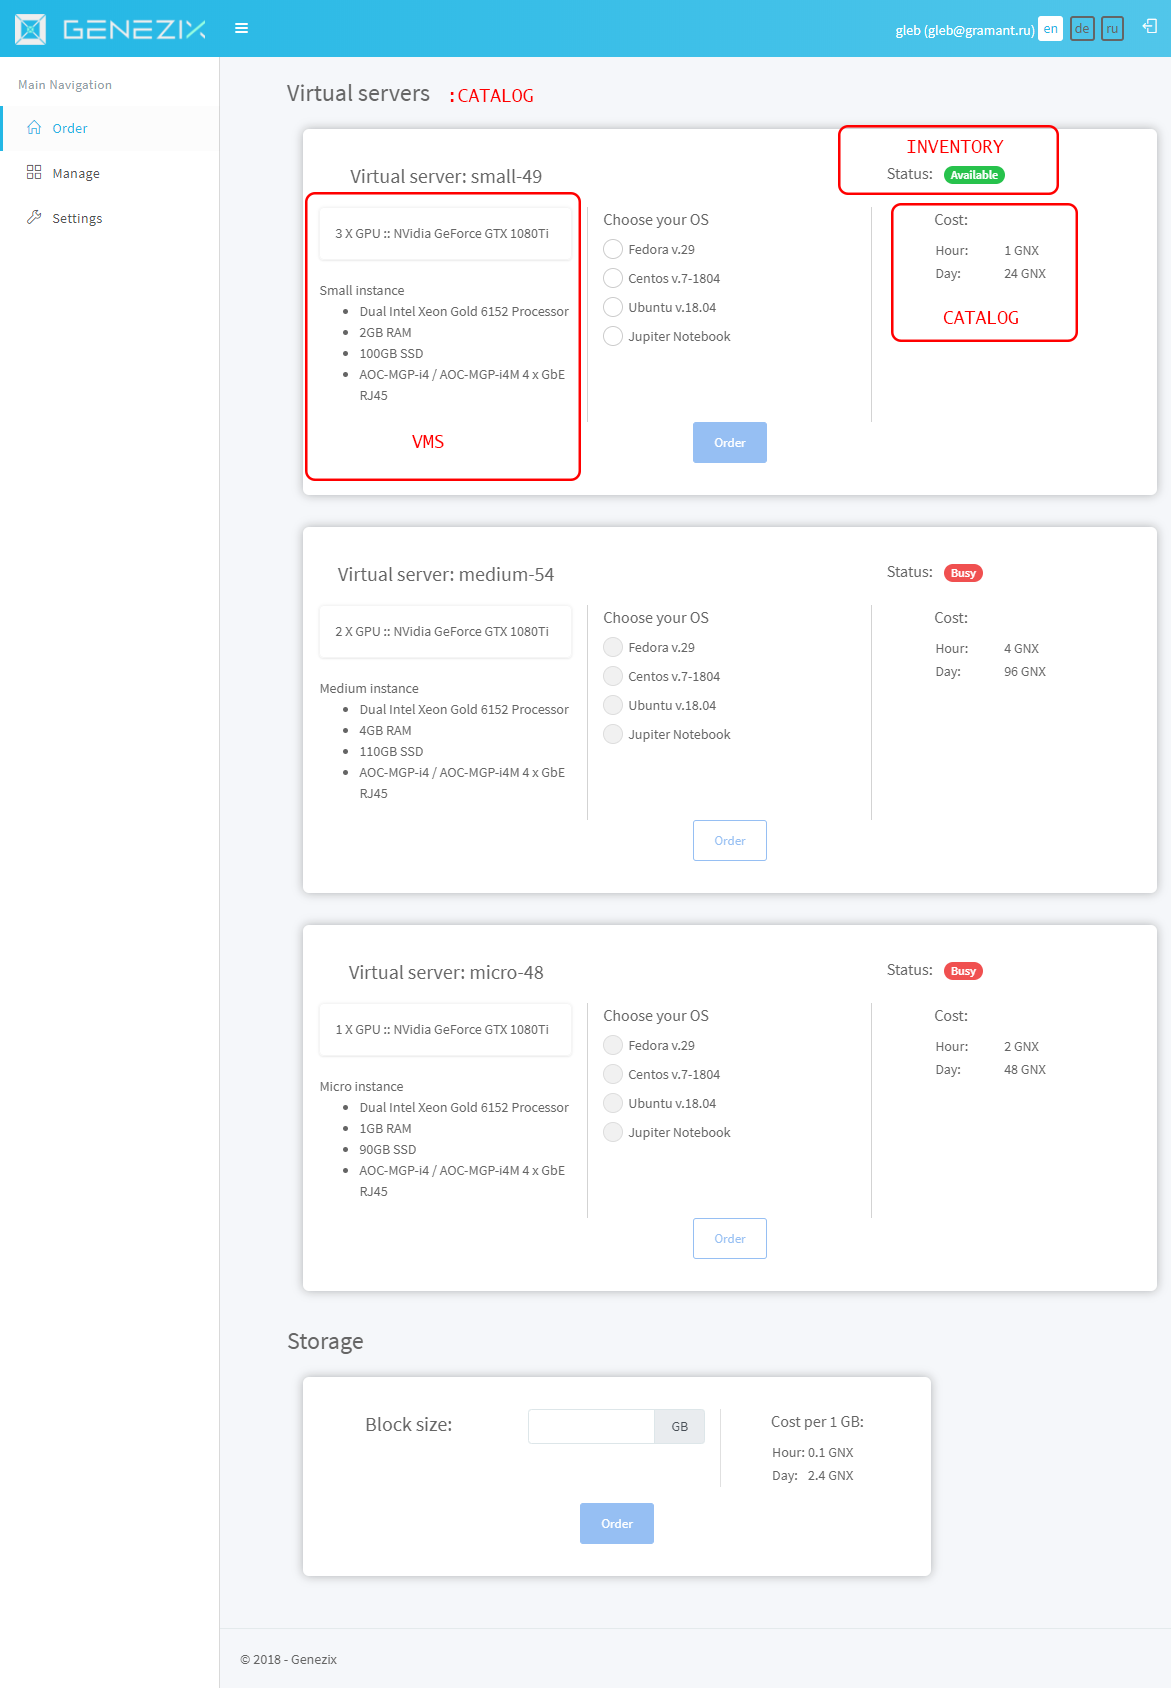 GENEZIX
gleb (gleb@gramant.ru) en de ru
Main Navigation
Order
Manage
Settings
Virtual servers :CATALOG
INVENTORY
Virtual server: small-49
Status: Available
3 X GPU :: NVidia GeForce GTX 1080Ti
Small instance
Dual Intel Xeon Gold 6152 Processor
2GB RAM
100GB SSD
AOC-MGP-i4 / AOC-MGP-i4M 4 x GbE
RJ45
VMS
Choose your OS
Fedora v.29
Centos v.7-1804
Ubuntu v.18.04
Jupiter Notebook
Order
Cost:
Hour: 1 GNX
Day: 24 GNX
CATALOG
Virtual server: medium-54
Status: Busy
2 X GPU :: NVidia GeForce GTX 1080Ti
Medium instance
Dual Intel Xeon Gold 6152 Processor
4GB RAM
110GB SSD
AOC-MGP-i4 / AOC-MGP-i4M 4 x GbE
RJ45
Choose your OS
Fedora v.29
Centos v.7-1804
Ubuntu v.18.04
Jupiter Notebook
Order
Cost:
Hour: 4 GNX
Day: 96 GNX
Virtual server: micro-48
Status: Busy
1 X GPU :: NVidia GeForce GTX 1080Ti
Micro instance
Dual Intel Xeon Gold 6152 Processor
1GB RAM
90GB SSD
AOC-MGP-i4 / AOC-MGP-i4M 4 x GbE
RJ45
Choose your OS
Fedora v.29
Centos v.7-1804
Ubuntu v.18.04
Jupiter Notebook
Order
Cost:
Hour: 2 GNX
Day: 48 GNX
Storage
Block size: GB
Cost per 1 GB:
Hour: 0.1 GNX
Day: 2.4 GNX
Order
© 2018 - Genezix